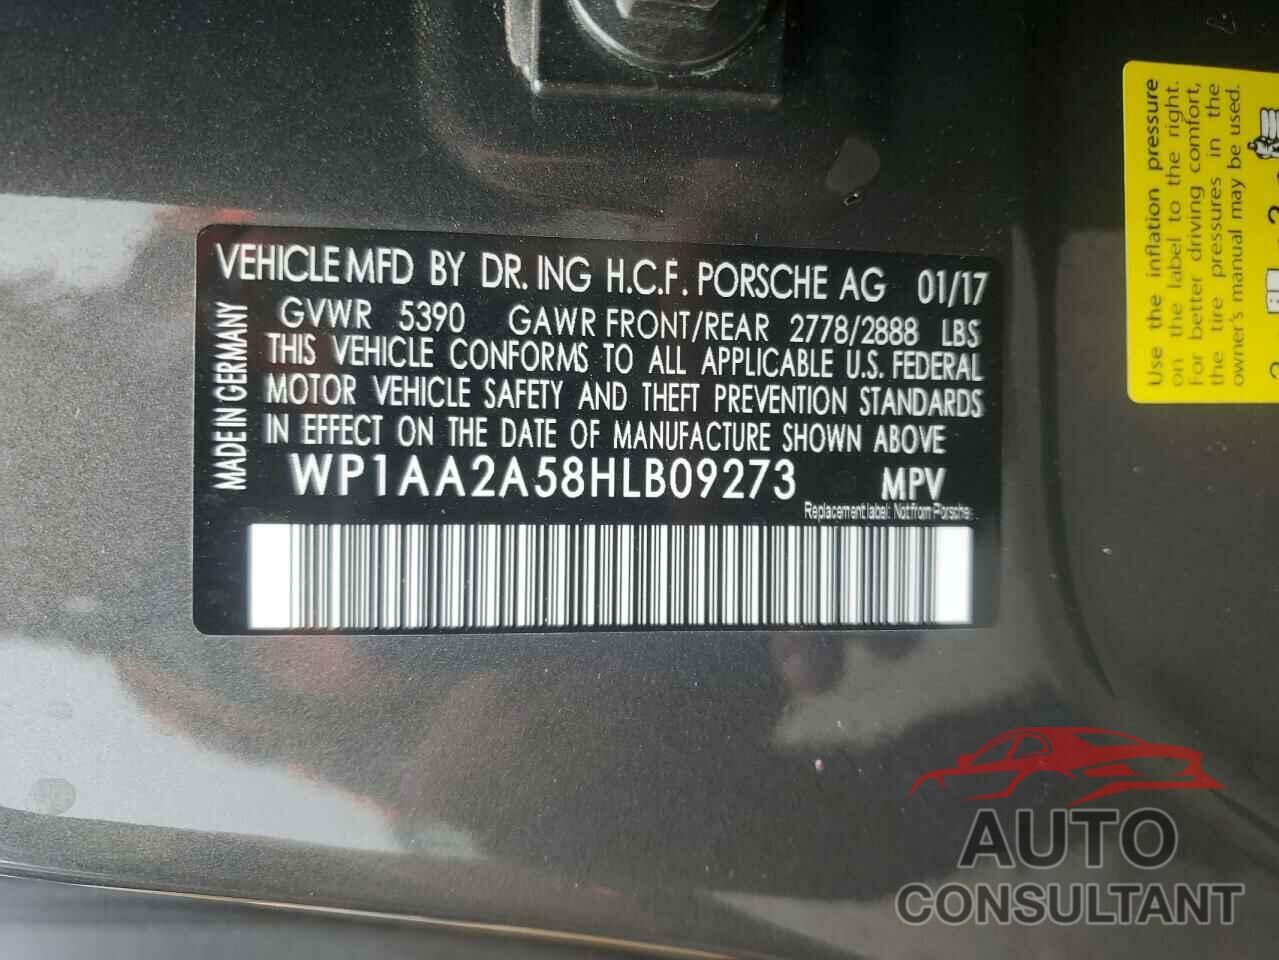 VEHICLE MFD BY DR. ING H.C.F. PORSCHE AG 01/17
GVWR 5390 GAWR FRONT/REAR 2778/2888 LBS
THIS VEHICLE CONFORMS TO ALL APPLICABLE U.S. FEDERAL
MOTOR VEHICLE SAFETY AND THEFT PREVENTION STANDARDS
IN EFFECT ON THE DATE OF MANUFACTURE SHOWN ABOVE
WP1AA2A58HLB09273 MPV
Replacement label: Not from Porsche
MADE IN GERMANY
Use the inflation pressure
on the label to the right.
For better driving comfort,
the tire pressures in the
owner's manual may be used.
AUTO
CONSULTANT